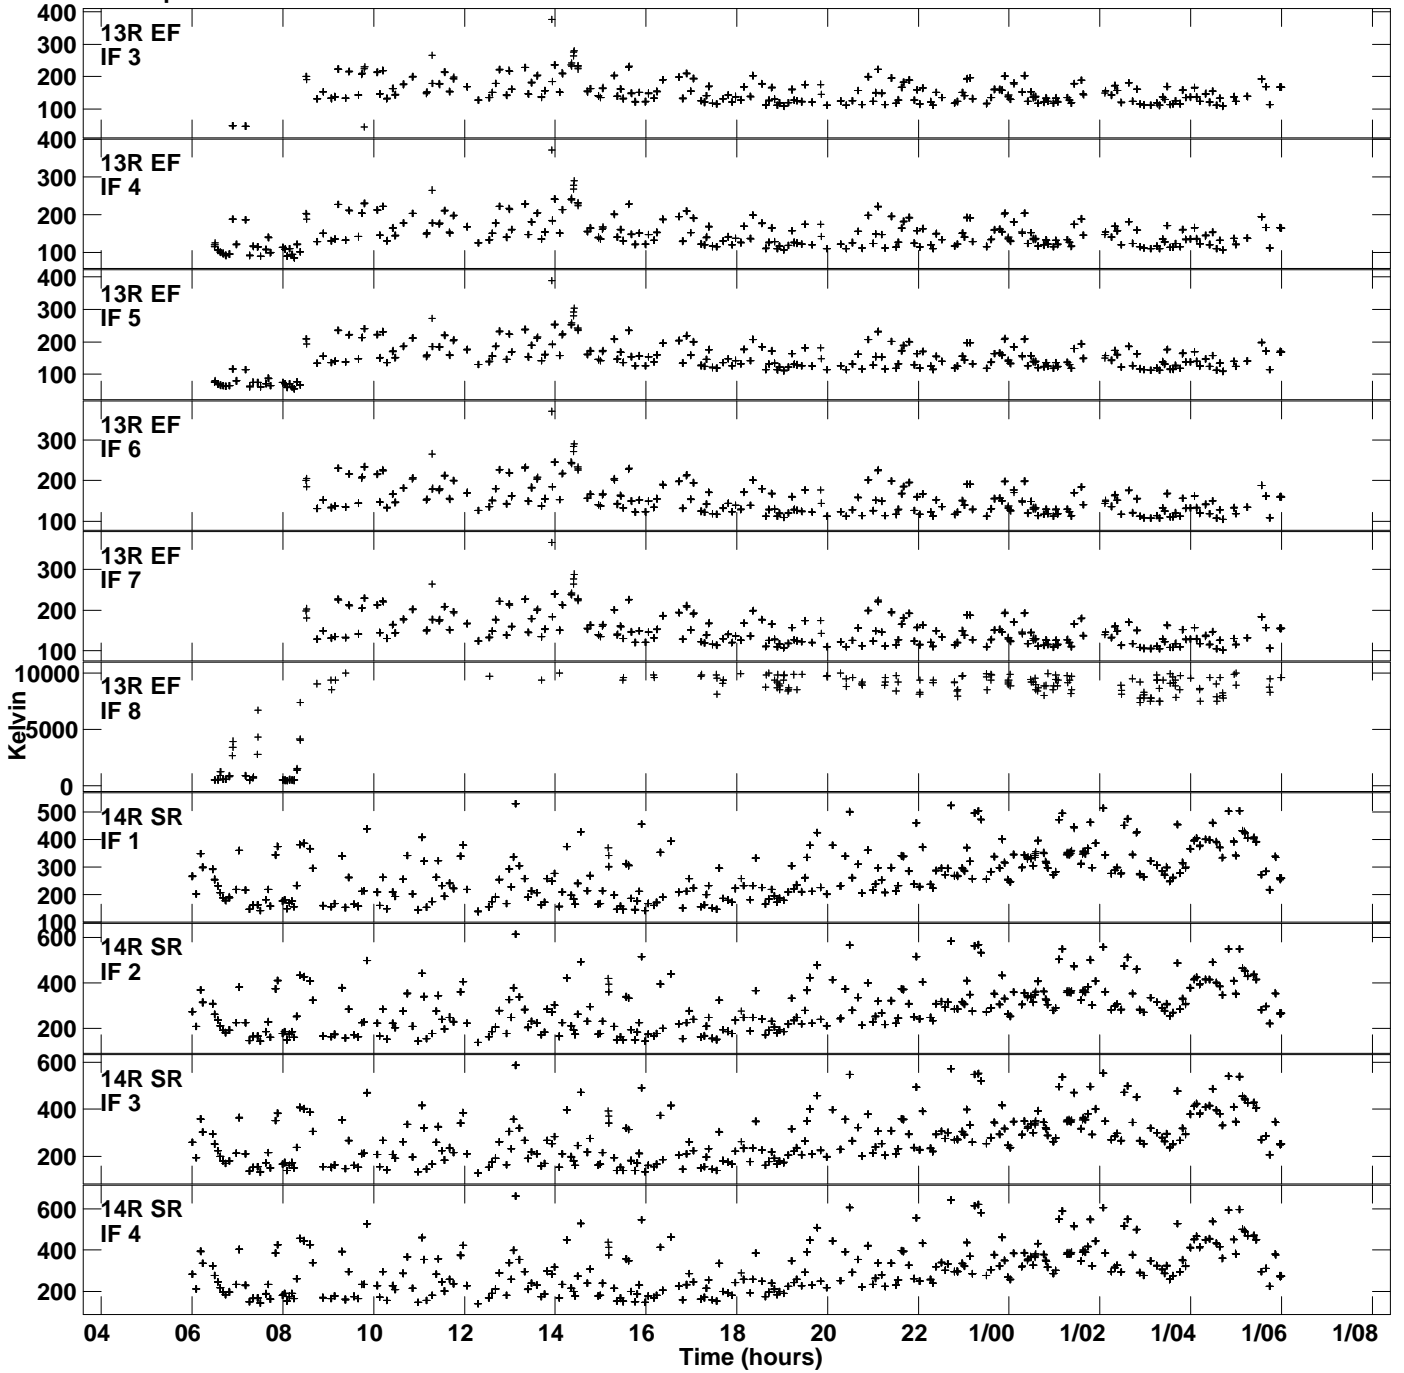 400
13R EF
300
IF 3
200
100
400
13R EF
300
IF 4
200
100
400
13R EF
300
IF 5
200
100
13R EF
300
IF 6
200
100
13R EF
300
IF 7
200
100
10000
13R EF
IF 8
5000
0
Kelvin
500
14R SR
400
IF 1
300
200
100
600
14R SR
IF 2
400
200
600
14R SR
IF 3
400
200
600
14R SR
IF 4
400
200
04 06 08 10 12 14 16 18 20 22 1/00 1/02 1/04 1/06 1/08
Time (hours)